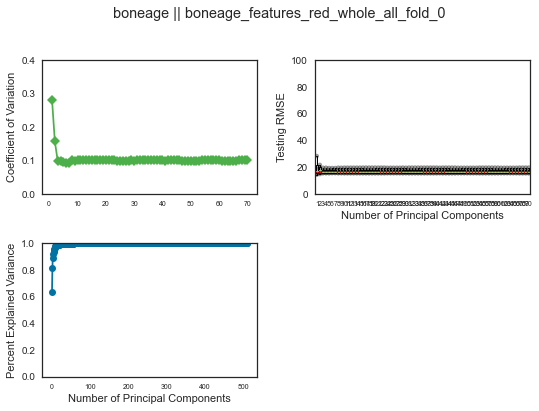 boneage || boneage_features_red_whole_all_fold_0
0.4
0.3
0.2
0.1
0.0
Coefficient of Variation
0 10 20 30 40 50 60 70
100
80
60
40
20
0
Testing RMSE
Number of Principal Components
1.0
0.8
0.6
0.4
0.2
0.0
Percent Explained Variance
0 100 200 300 400 500
Number of Principal Components